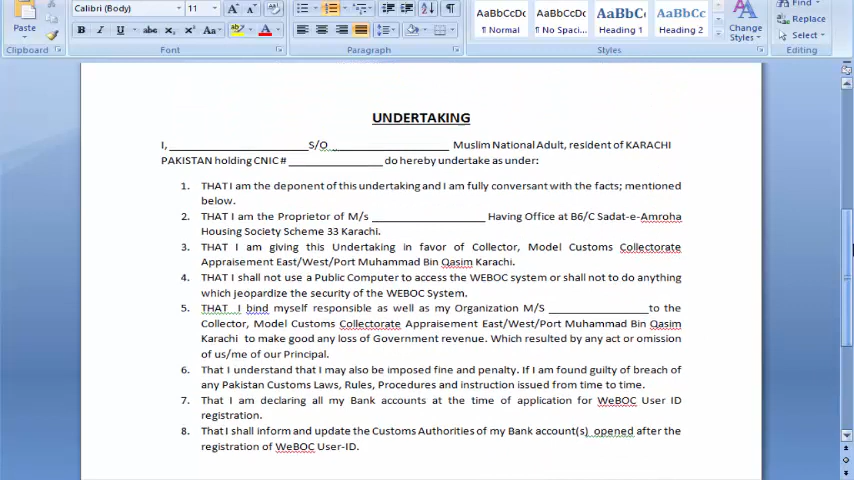 Calibri (Body) 11
Find
Paste
AaBbCcDc AaBbCcDc AaBbC AaBbCc
Replace
B I U abc x₂ x² Aa A
¶ Normal ¶ No Spaci... Heading 1 Heading 2
Change Styles
Select
Clipboard Font Paragraph Styles Editing
UNDERTAKING
I, ____________________S/O ___________________ Muslim National Adult, resident of KARACHI
PAKISTAN holding CNIC # ________________ do hereby undertake as under:
1. THAT I am the deponent of this undertaking and I am fully conversant with the facts; mentioned
below.
2. THAT I am the Proprietor of M/s ___________________ Having Office at B6/C Sadat-e-Amroha
Housing Society Scheme 33 Karachi.
3. THAT I am giving this Undertaking in favor of Collector, Model Customs Collectorate
Appraisement East/West/Port Muhammad Bin Qasim Karachi.
4. THAT I shall not use a Public Computer to access the WEBOC system or shall not to do anything
which jeopardize the security of the WEBOC System.
5. THAT I bind myself responsible as well as my Organization M/S _________________to the
Collector, Model Customs Collectorate Appraisement East/West/Port Muhammad Bin Qasim
Karachi to make good any loss of Government revenue. Which resulted by any act or omission
of us/me of our Principal.
6. That I understand that I may also be imposed fine and penalty. If I am found guilty of breach of
any Pakistan Customs Laws, Rules, Procedures and instruction issued from time to time.
7. That I am declaring all my Bank accounts at the time of application for WeBOC User ID
registration.
8. That I shall inform and update the Customs Authorities of my Bank account(s) opened after the
registration of WeBOC User-ID.